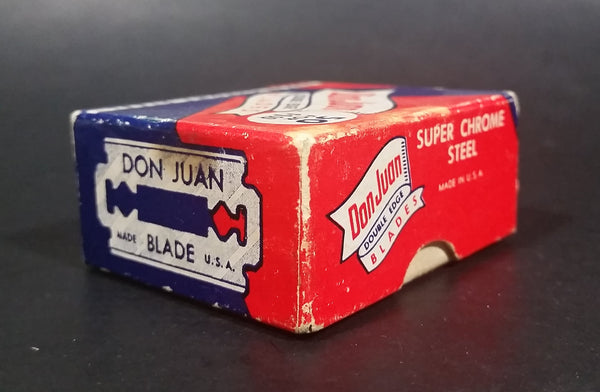 DON JUAN
MADE BLADE U.S.A.
Don Juan
DOUBLE EDGE
BLADES
SUPER CHROME
STEEL
MADE IN U.S.A